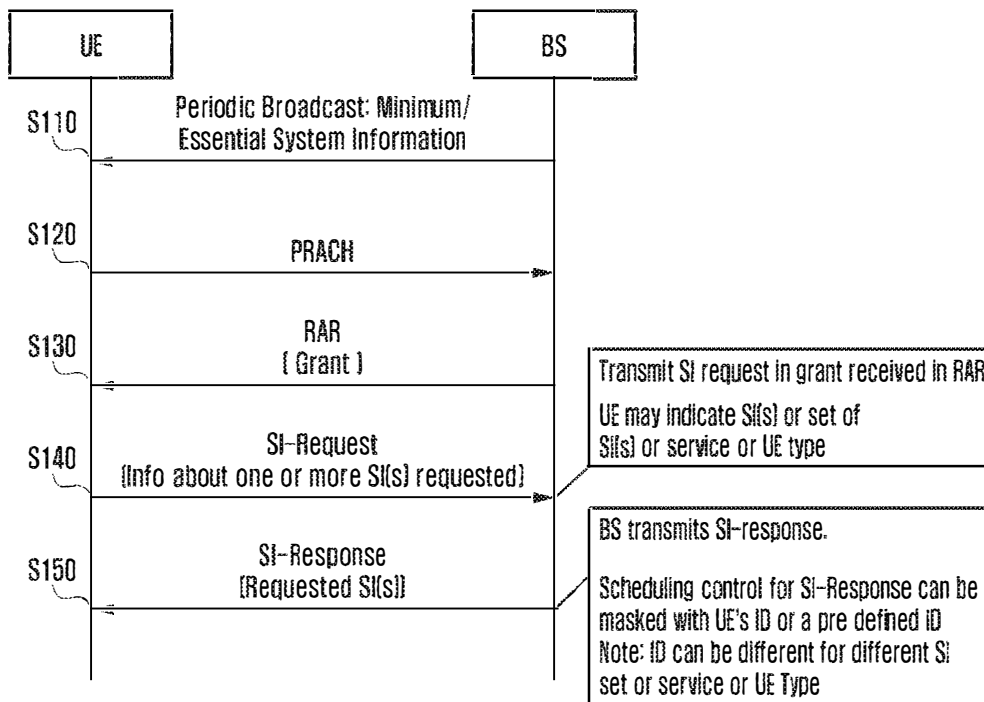 UE
BS
S110
Periodic Broadcast: Minimum/
Essential System Information
S120
PRACH
S130
RAR
( Grant )
Transmit SI request in grant received in RAR
UE may indicate SI(s) or set of
SI(s) or service or UE type
S140
SI-Request
(Info about one or more SI(s) requested)
BS transmits SI-response.
S150
SI-Response
(Requested SI(s))
Scheduling control for SI-Response can be
masked with UE's ID or a pre defined ID
Note: ID can be different for different SI
set or service or UE Type